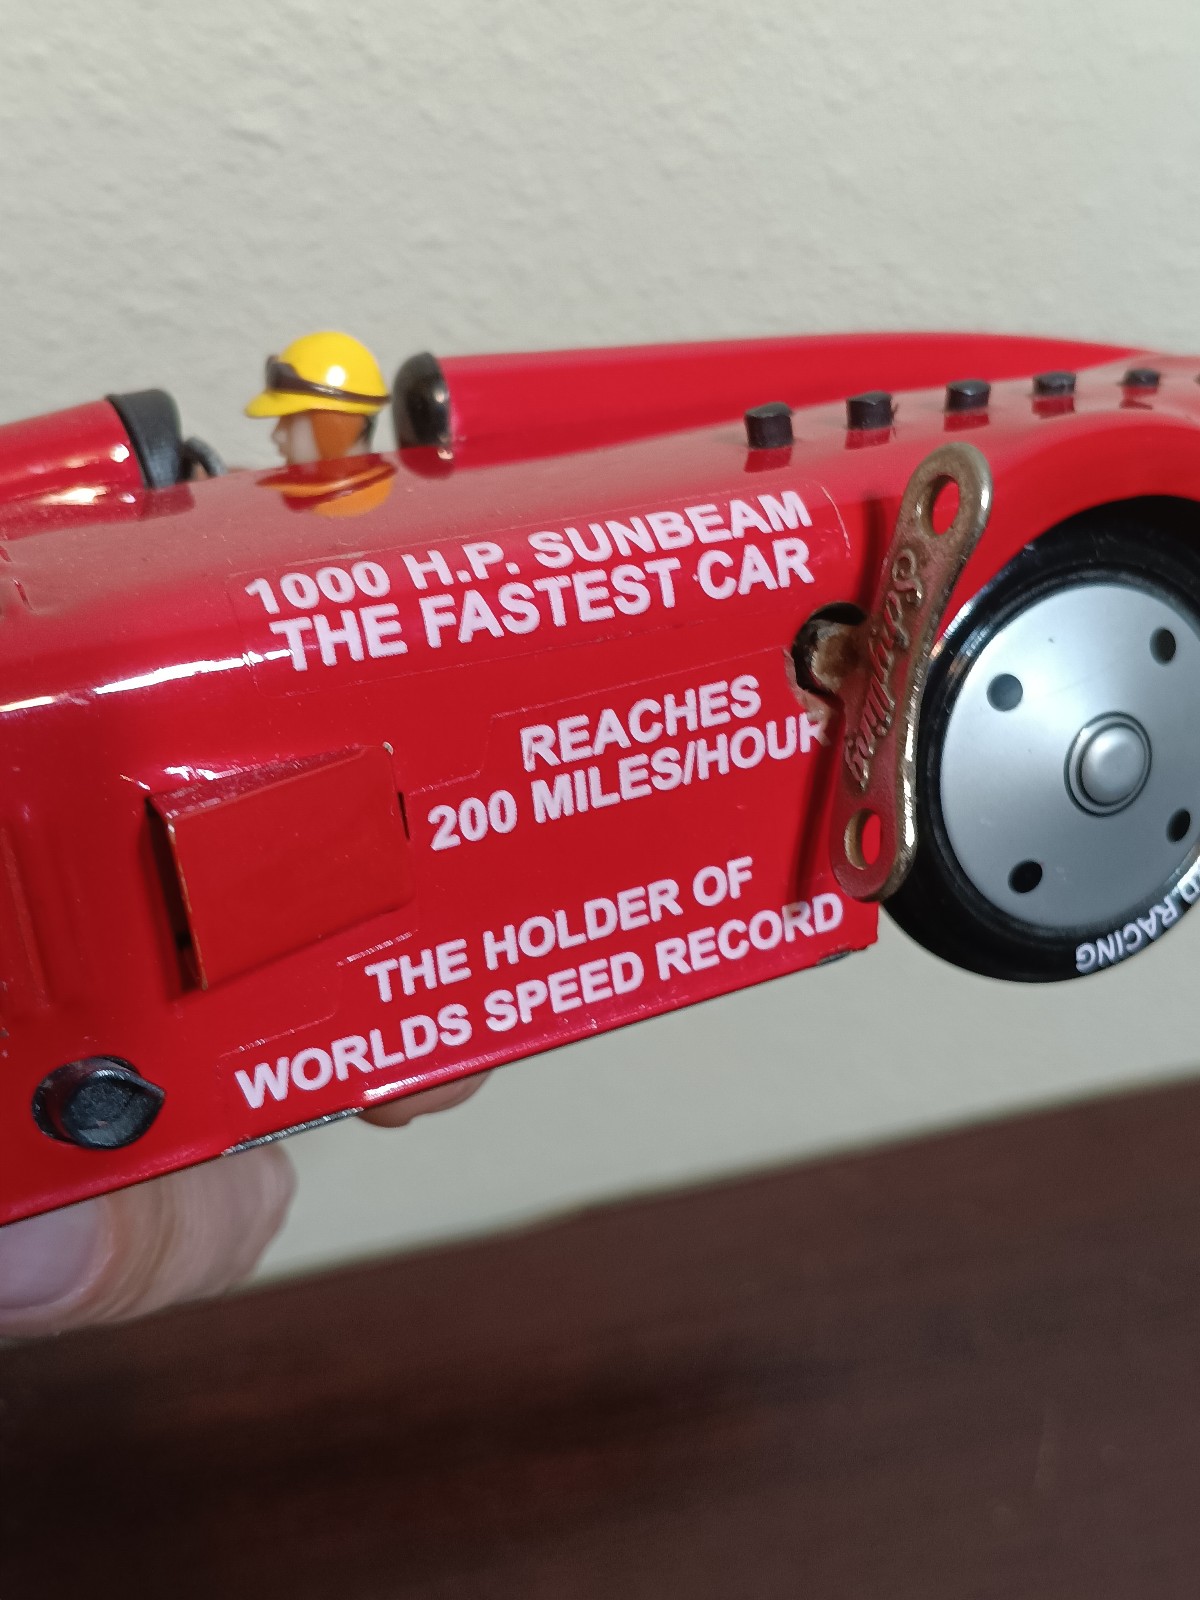 1000 H.P. SUNBEAM
THE FASTEST CAR
REACHES
200 MILES/HOUR
THE HOLDER OF
WORLDS SPEED RECORD
RACING